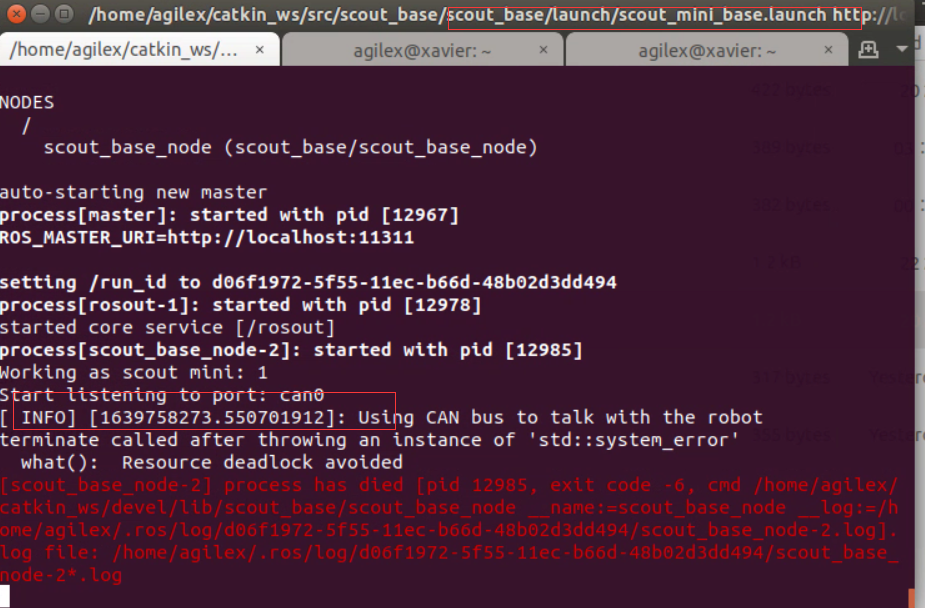 /home/agilex/catkin_ws/src/scout_base/scout_base/launch/scout_mini_base.launch http://lo
/home/agilex/catkin_ws/... × agilex@xavier: ~ × agilex@xavier: ~ ×
NODES
/
scout_base_node (scout_base/scout_base_node)
auto-starting new master
process[master]: started with pid [12967]
ROS_MASTER_URI=http://localhost:11311
setting /run_id to d06f1972-5f55-11ec-b66d-48b02d3dd494
process[rosout-1]: started with pid [12978]
started core service [/rosout]
process[scout_base_node-2]: started with pid [12985]
Working as scout mini: 1
Start listening to port: can0
[ INFO] [1639758273.550701912]: Using CAN bus to talk with the robot
terminate called after throwing an instance of 'std::system_error'
what():  Resource deadlock avoided
[scout_base_node-2] process has died [pid 12985, exit code -6, cmd /home/agilex/
catkin_ws/devel/lib/scout_base/scout_base_node __name:=scout_base_node __log:=/h
ome/agilex/.ros/log/d06f1972-5f55-11ec-b66d-48b02d3dd494/scout_base_node-2.log].
log file: /home/agilex/.ros/log/d06f1972-5f55-11ec-b66d-48b02d3dd494/scout_base_
node-2*.log